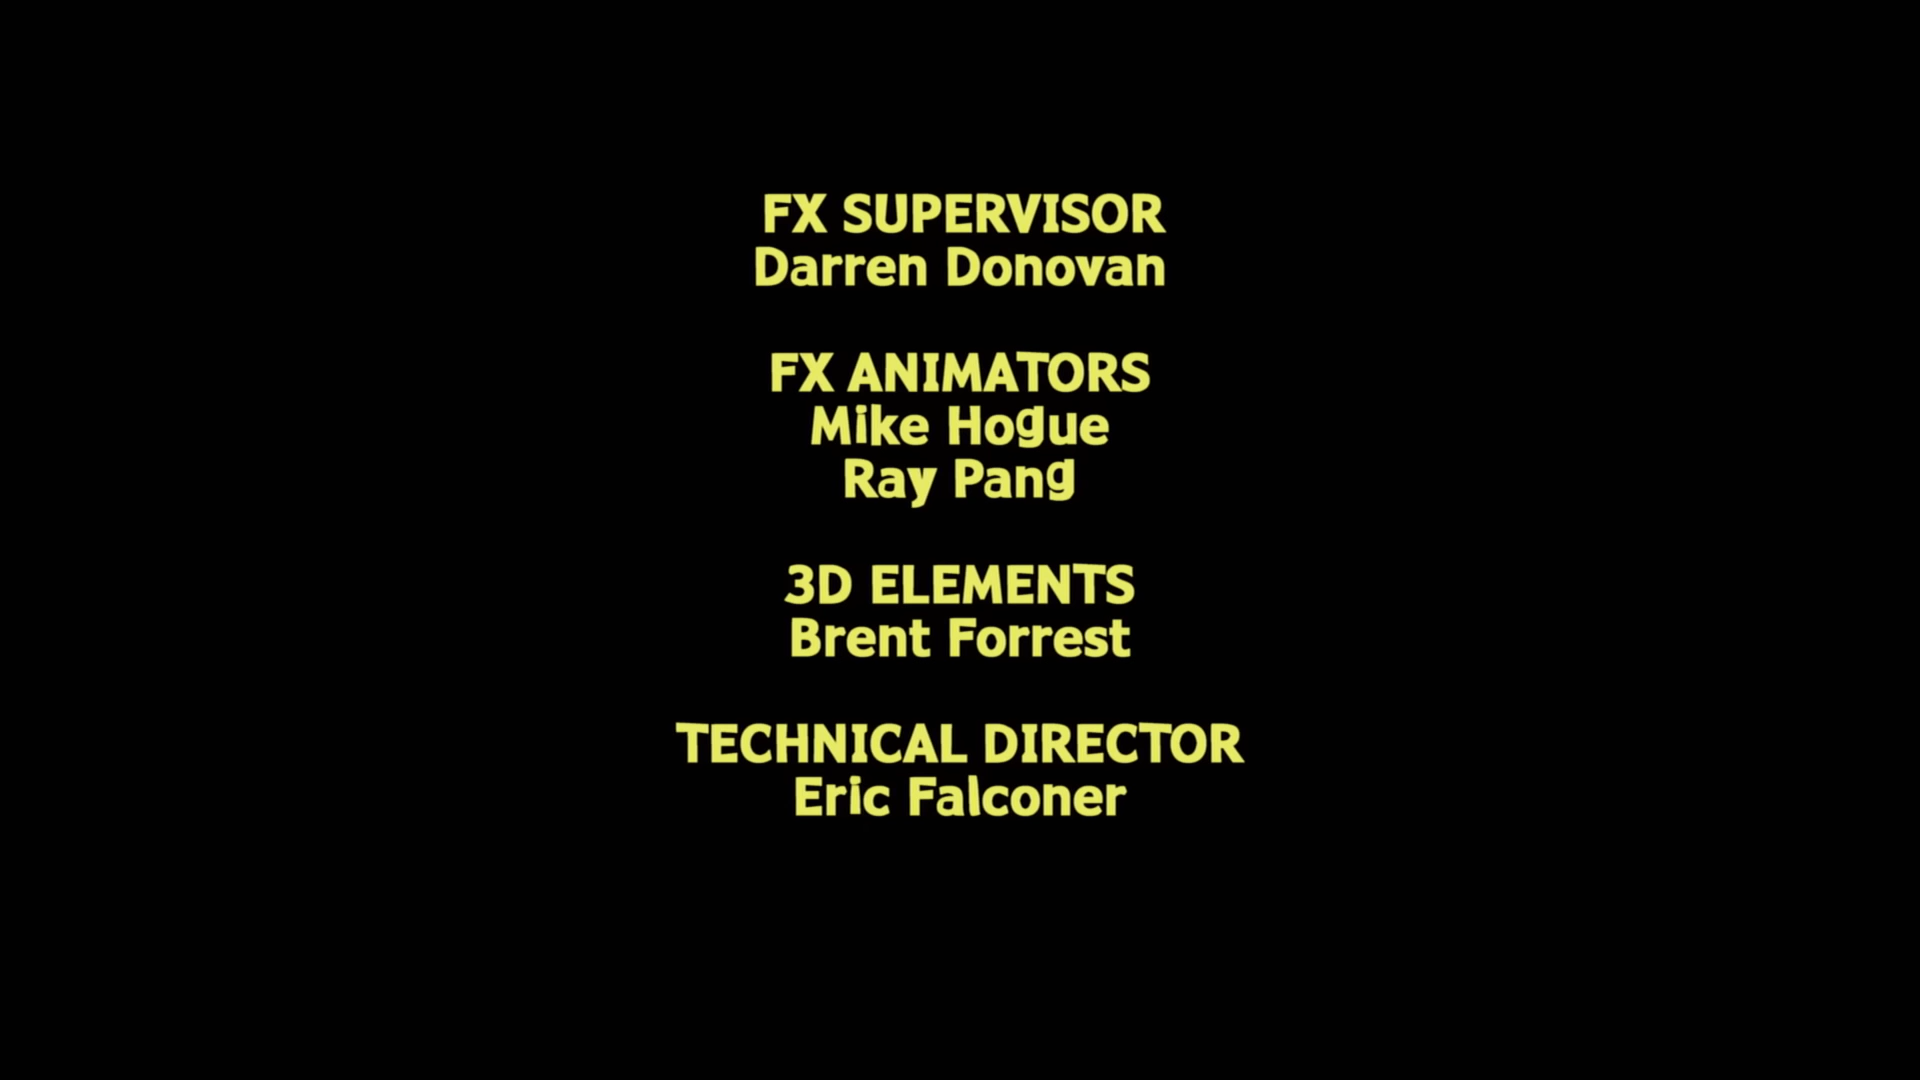 FX SUPERVISOR
Darren Donovan
FX ANIMATORS
Mike Hogue
Ray Pang
3D ELEMENTS
Brent Forrest
TECHNICAL DIRECTOR
Eric Falconer